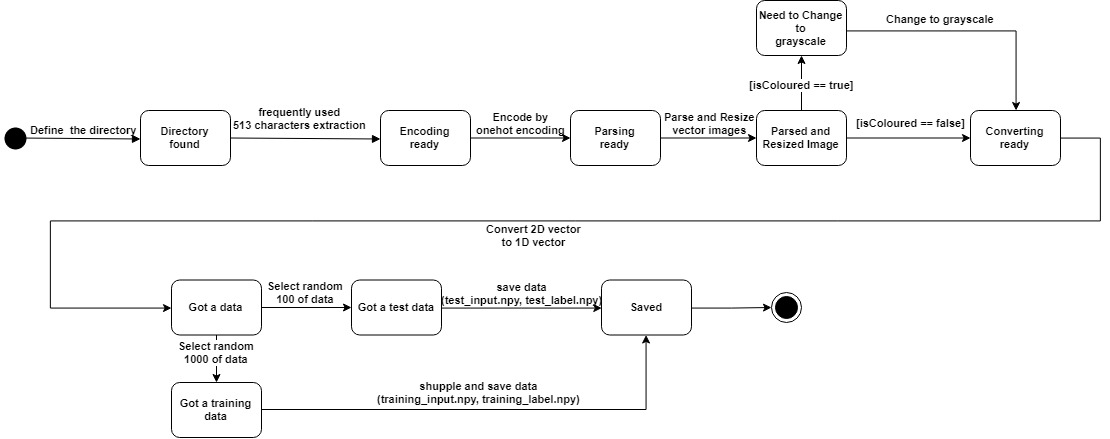 Need to Change
to
grayscale
Change to grayscale
[isColoured == true]
Define  the directory
Directory
found
frequently used
513 characters extraction
Encoding
ready
Encode by
onehot encoding
Parsing
ready
Parse and Resize
vector images
Parsed and
Resized Image
[isColoured == false]
Converting
ready
Convert 2D vector
to 1D vector
Got a data
Select random
100 of data
Got a test data
save data
(test_input.npy, test_label.npy)
Saved
Select random
1000 of data
Got a training
data
shupple and save data
(training_input.npy, training_label.npy)